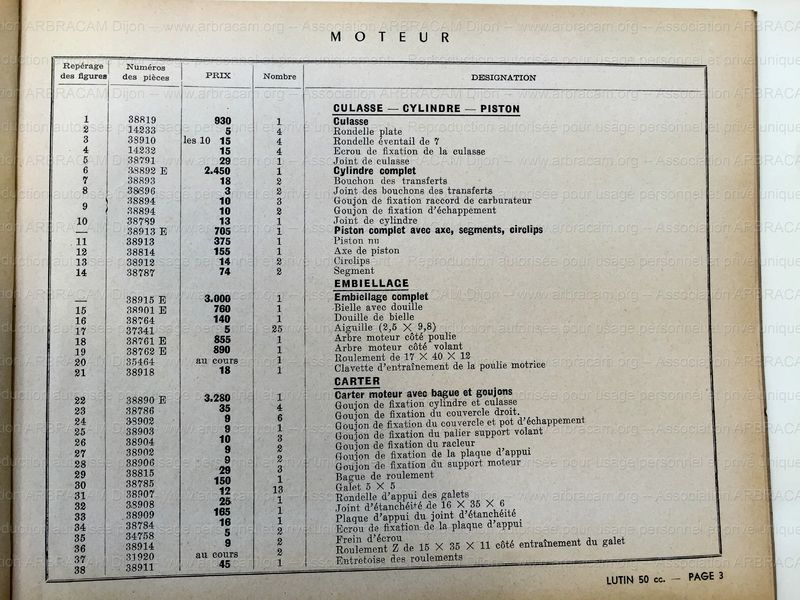 MOTEUR
Repérage des figures Numéros des pièces PRIX Nombre DESIGNATION
CULASSE — CYLINDRE — PISTON
1 38819 930 1 Culasse
2 14233 5 4 Rondelle plate
3 38910 les 10 15 4 Rondelle éventail de 7
4 14232 15 4 Ecrou de fixation de la culasse
5 38791 29 1 Joint de culasse
6 38892 E 2.450 1 Cylindre complet
7 38893 18 2 Bouchon des transferts
8 38896 3 2 Joint des bouchons des transferts
9 38894 10 3 Goujon de fixation raccord de carburateur
38894 10 2 Goujon de fixation d'échappement
10 38789 13 1 Joint de cylindre
— 38913 E 705 1 Piston complet avec axe, segments, circlips
11 38913 375 1 Piston nu
12 38814 155 1 Axe de piston
13 38912 14 2 Circlips
14 38787 74 2 Segment
EMBIELLAGE
— 38915 E 3.000 1 Embiellage complet
15 38901 E 760 1 Bielle avec douille
16 38764 140 1 Douille de bielle
17 37341 5 25 Aiguille (2,5 X 9,8)
18 38761 E 855 1 Arbre moteur côté poulie
19 38762 E 890 1 Arbre moteur côté volant
20 35464 au cours 1 Roulement de 17 X 40 X 12
21 38918 18 1 Clavette d'entraînement de la poulie motrice
CARTER
22 38890 E 3.280 1 Carter moteur avec bague et goujons
23 38786 35 4 Goujon de fixation cylindre et culasse
24 38902 9 6 Goujon de fixation du couvercle droit.
25 38903 9 1 Goujon de fixation du couvercle et pot d'échappement
26 38904 10 3 Goujon de fixation du palier support volant
27 38902 9 2 Goujon de fixation du racleur
28 38906 9 2 Goujon de fixation de la plaque d'appui
29 38815 29 3 Goujon de fixation du support moteur
30 38785 150 1 Bague de roulement
31 38907 12 13 Galet 5 X 5
32 38908 25 1 Rondelle d'appui des galets
33 38909 165 1 Joint d'étanchéité de 16 X 35 X 6
34 38784 16 1 Plaque d'appui du joint d'étanchéité
35 34758 5 2 Ecrou de fixation de la plaque d'appui
36 38914 9 2 Frein d'écrou
37 31920 au cours 2 Roulement Z de 15 X 35 X 11 côté entraînement du galet
38 38911 45 1 Entretoise des roulements
LUTIN 50 cc. — PAGE 3